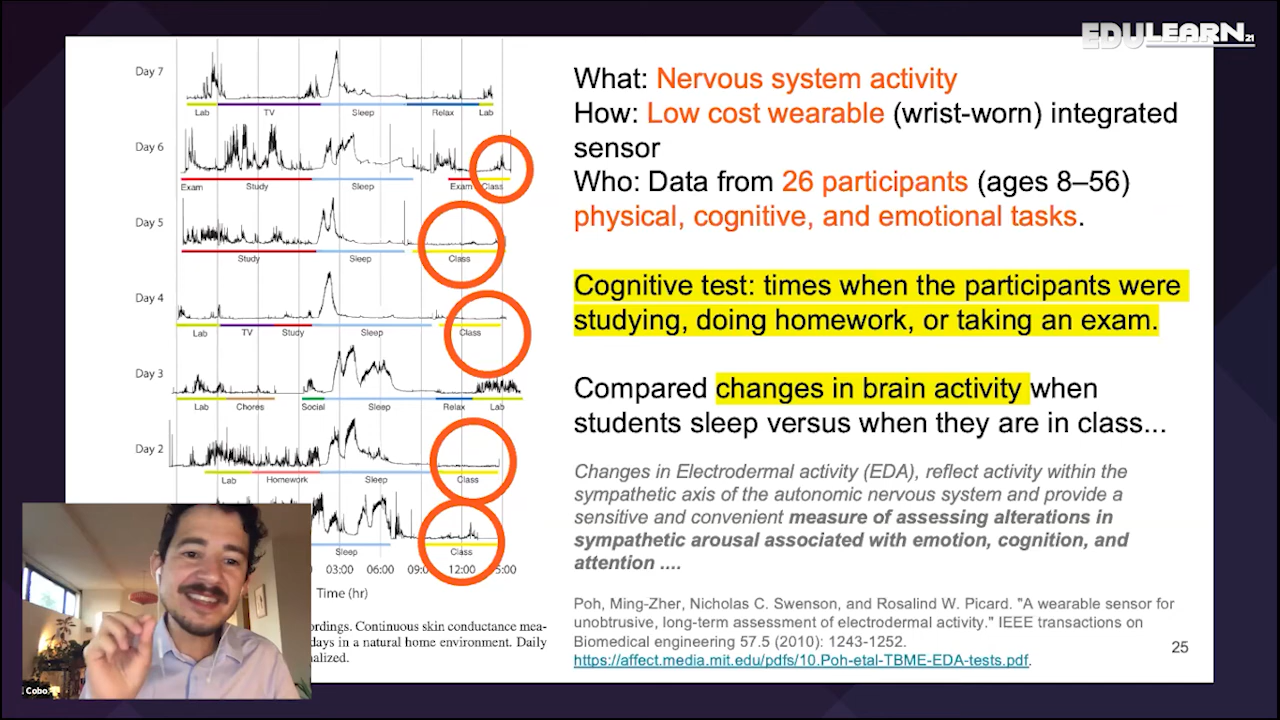 EDULEARN21
What: Nervous system activity
How: Low cost wearable (wrist-worn) integrated
sensor
Who: Data from 26 participants (ages 8–56)
physical, cognitive, and emotional tasks.
Cognitive test: times when the participants were
studying, doing homework, or taking an exam.
Compared changes in brain activity when
students sleep versus when they are in class...
Changes in Electrodermal activity (EDA), reflect activity within the
sympathetic axis of the autonomic nervous system and provide a
sensitive and convenient measure of assessing alterations in
sympathetic arousal associated with emotion, cognition, and
attention ....
Poh, Ming-Zher, Nicholas C. Swenson, and Rosalind W. Picard. "A wearable sensor for
unobtrusive, long-term assessment of electrodermal activity." IEEE transactions on
Biomedical engineering 57.5 (2010): 1243-1252.
https://affect.media.mit.edu/pdfs/10.Poh-etal-TBME-EDA-tests.pdf.
25
Day 7
Lab TV Sleep Relax Lab
Day 6
Exam Study Sleep Exam Class
Day 5
Study Sleep Class
Day 4
Lab TV Study Sleep Class
Day 3
Lab Chores Social Sleep Relax Lab
Day 2
Lab Homework Sleep Class
Sleep Class
03:00 06:00
Time (hr)
Continuous skin conductance mea-
days in a natural home environment. Daily
Cobo